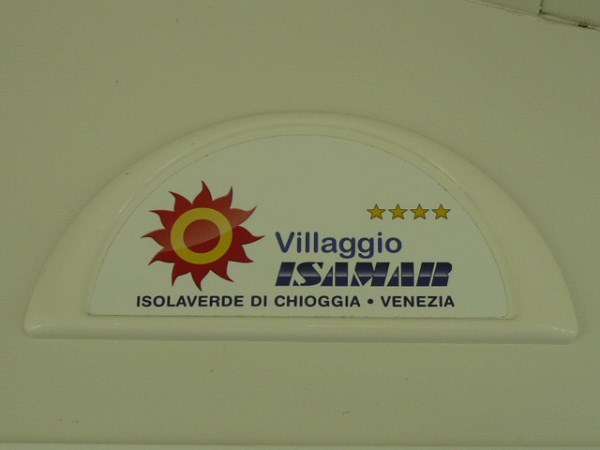 Villaggio
ISAMAR
ISOLAVERDE DI CHIOGGIA • VENEZIA